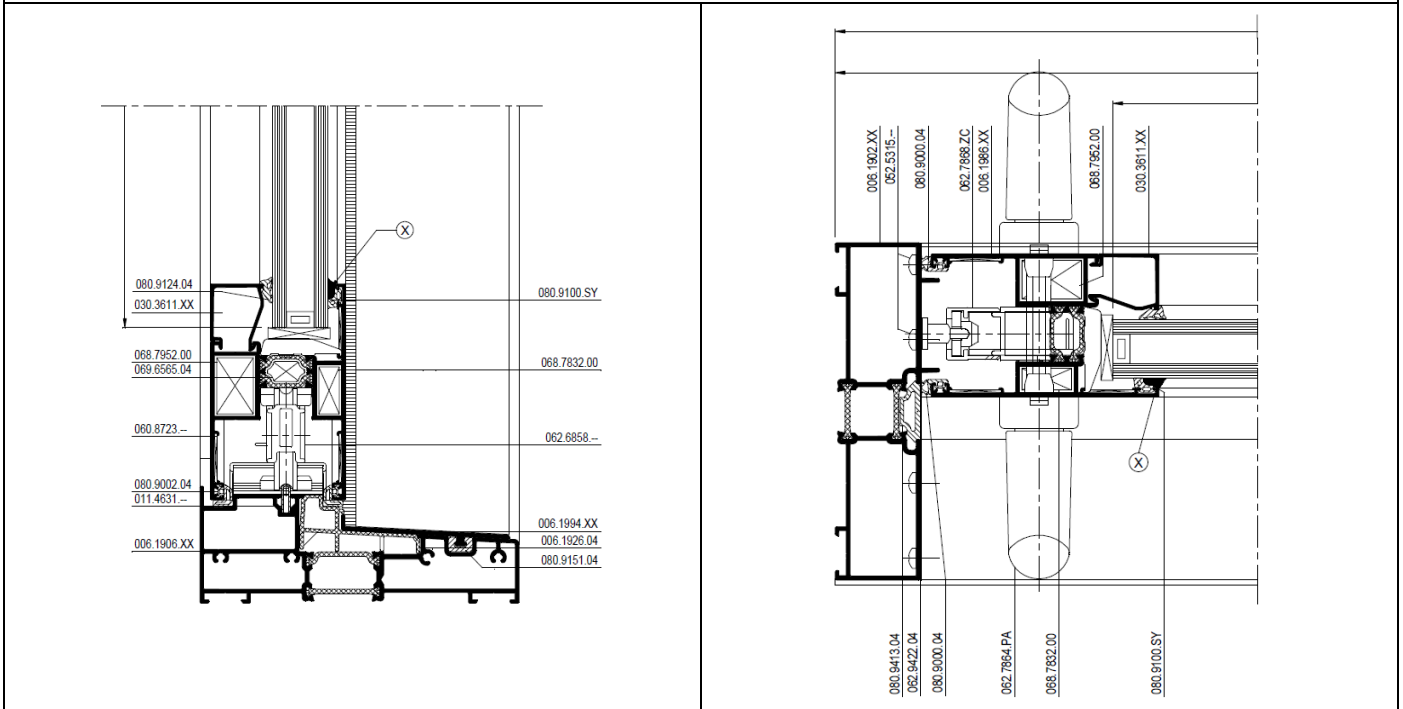 X
080.9124.04
030.3611.XX
080.9100.SY
068.7952.00
069.6565.04
068.7832.00
060.8723.--
062.6858.--
080.9002.04
011.4631.--
006.1994.XX
006.1906.XX
006.1926.04
080.9151.04
006.1902.XX
052.5315.--
080.9000.04
062.7868.ZC
006.1986.XX
068.7952.00
030.3611.XX
X
080.9413.04
062.9422.04
080.9000.04
062.7864.PA
068.7832.00
080.9100.SY